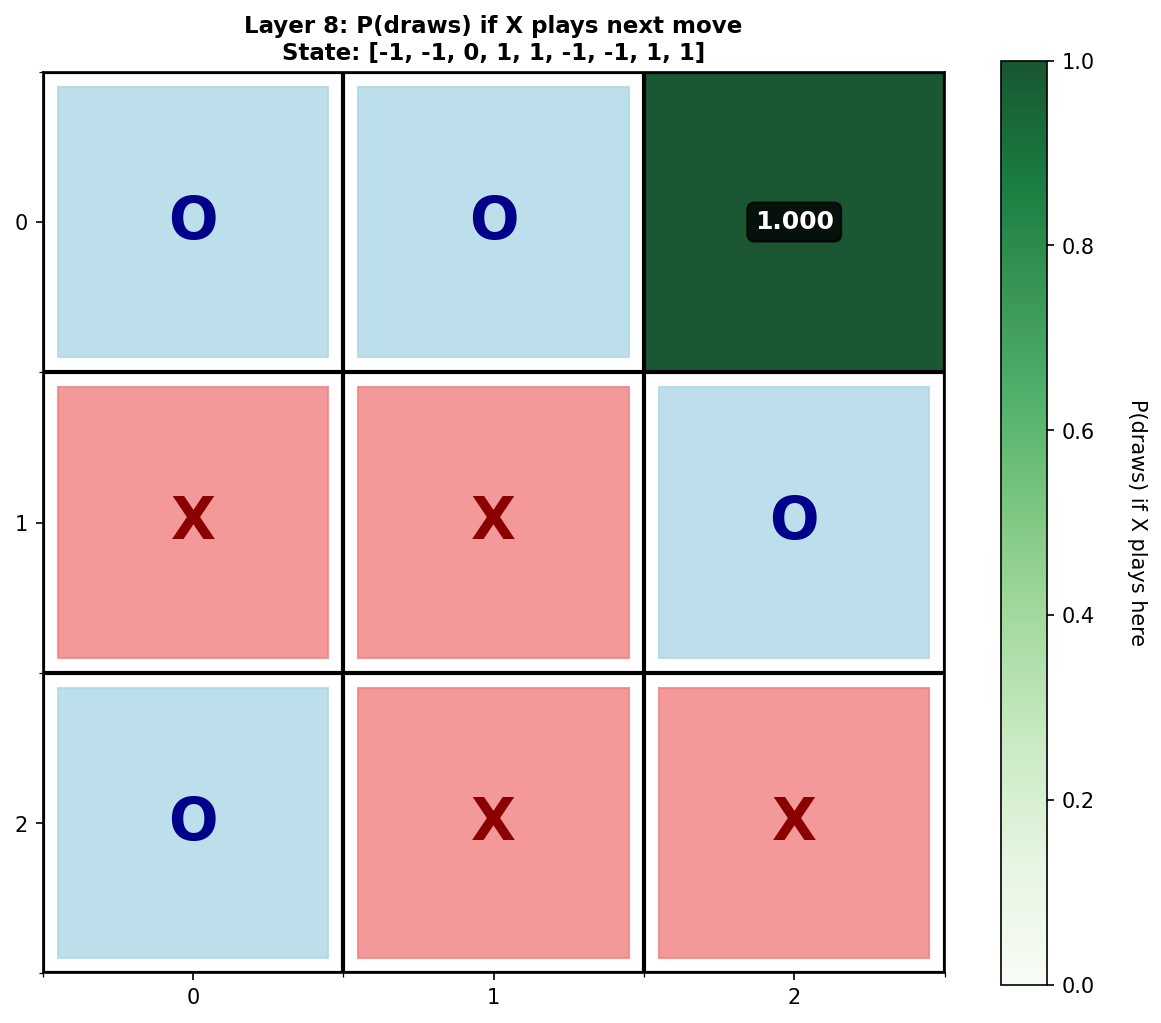 Layer 8: P(draws) if X plays next move
State: [-1, -1, 0, 1, 1, -1, -1, 1, 1]
0
O
O
1.000
1
X
X
O
2
O
X
X
0
1
2
1.0
0.8
0.6
0.4
0.2
0.0
P(draws) if X plays here